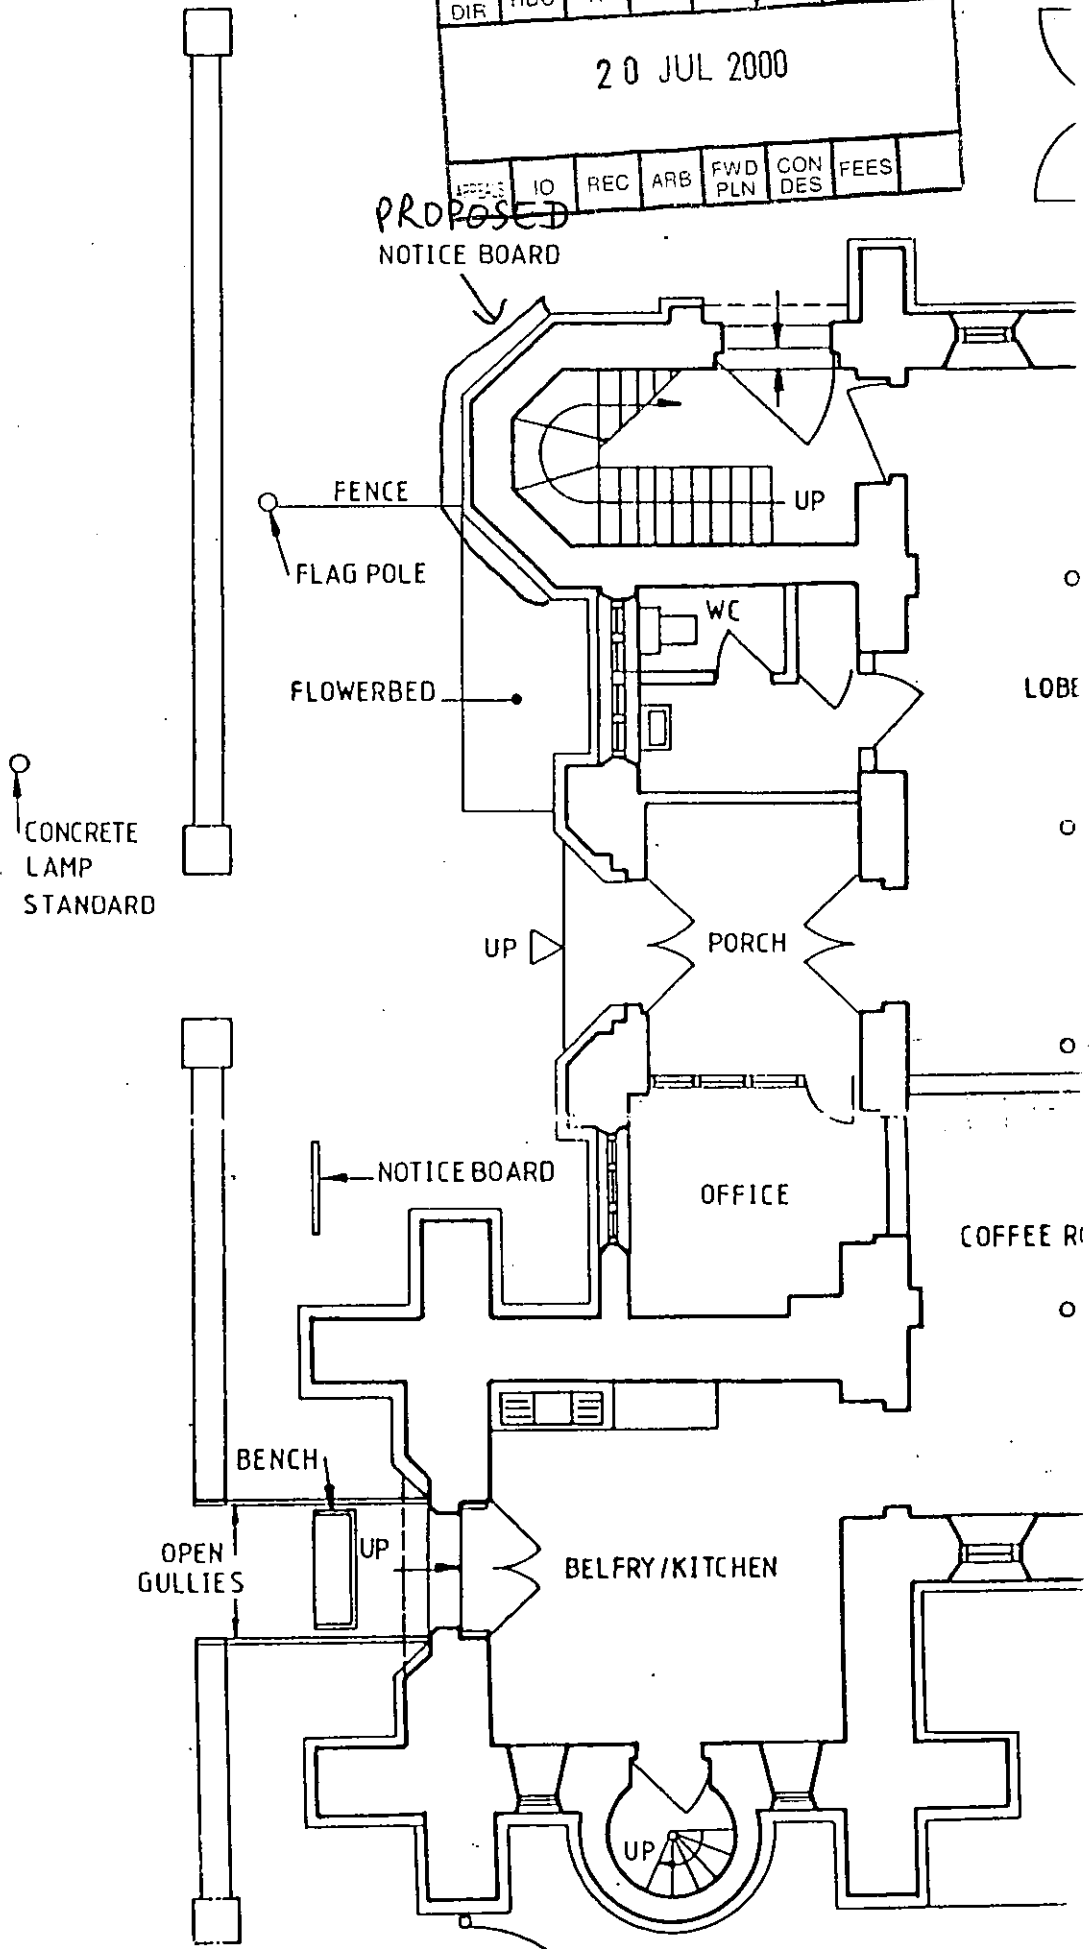 DIR
20 JUL 2000
APPEALS IO REC ARB FWD PLN CON DES FEES
PROPOSED
NOTICE BOARD
FENCE
UP
FLAG POLE
WC
FLOWERBED
CONCRETE
LAMP
STANDARD
UP
PORCH
NOTICE BOARD
OFFICE
BENCH
UP
OPEN
GULLIES
BELFRY/KITCHEN
UP
COFFEE